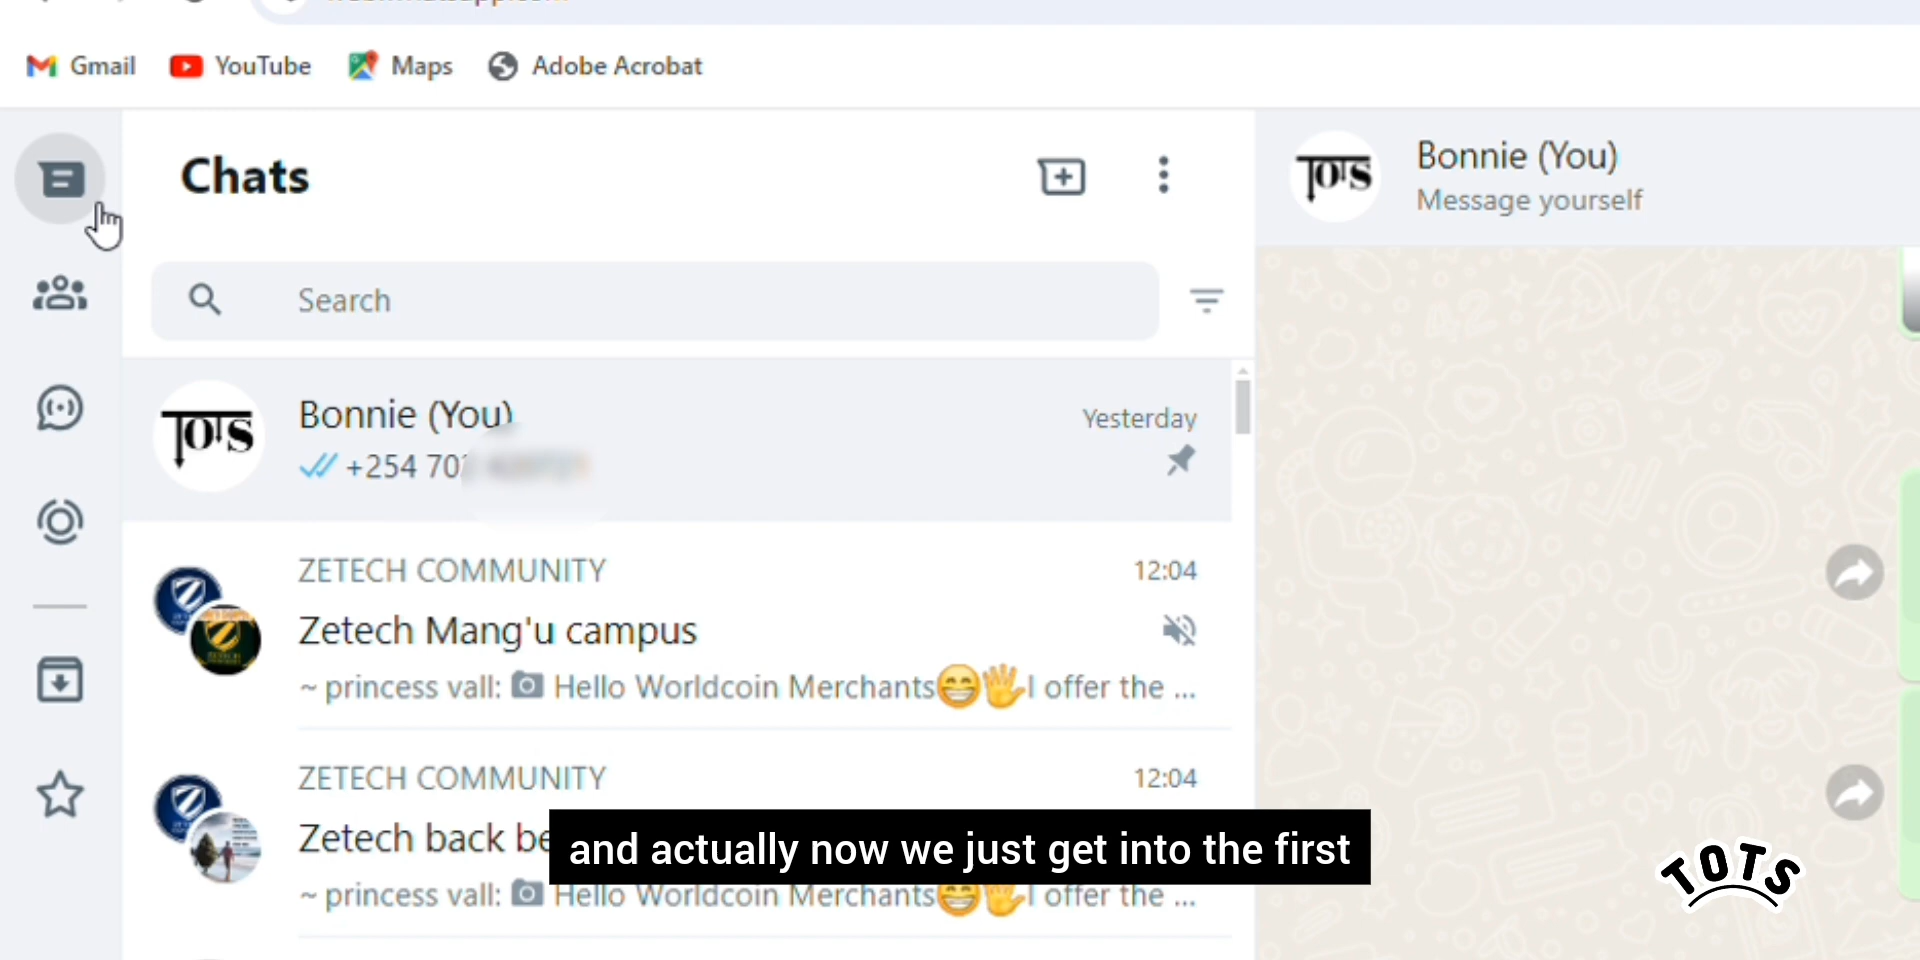 Gmail
YouTube
Maps
Adobe Acrobat
Chats
Bonnie (You)
Message yourself
Search
TOTS
Bonnie (You)
Yesterday
+254 70
ZETECH COMMUNITY
12:04
Zetech Mang'u campus
~ princess vall: Hello Worldcoin Merchants😁🖐I offer the ...
ZETECH COMMUNITY
12:04
Zetech back be
and actually now we just get into the first
~ princess vall: Hello Worldcoin Merchants😁🖐I offer the ...
TOTS
TOTS